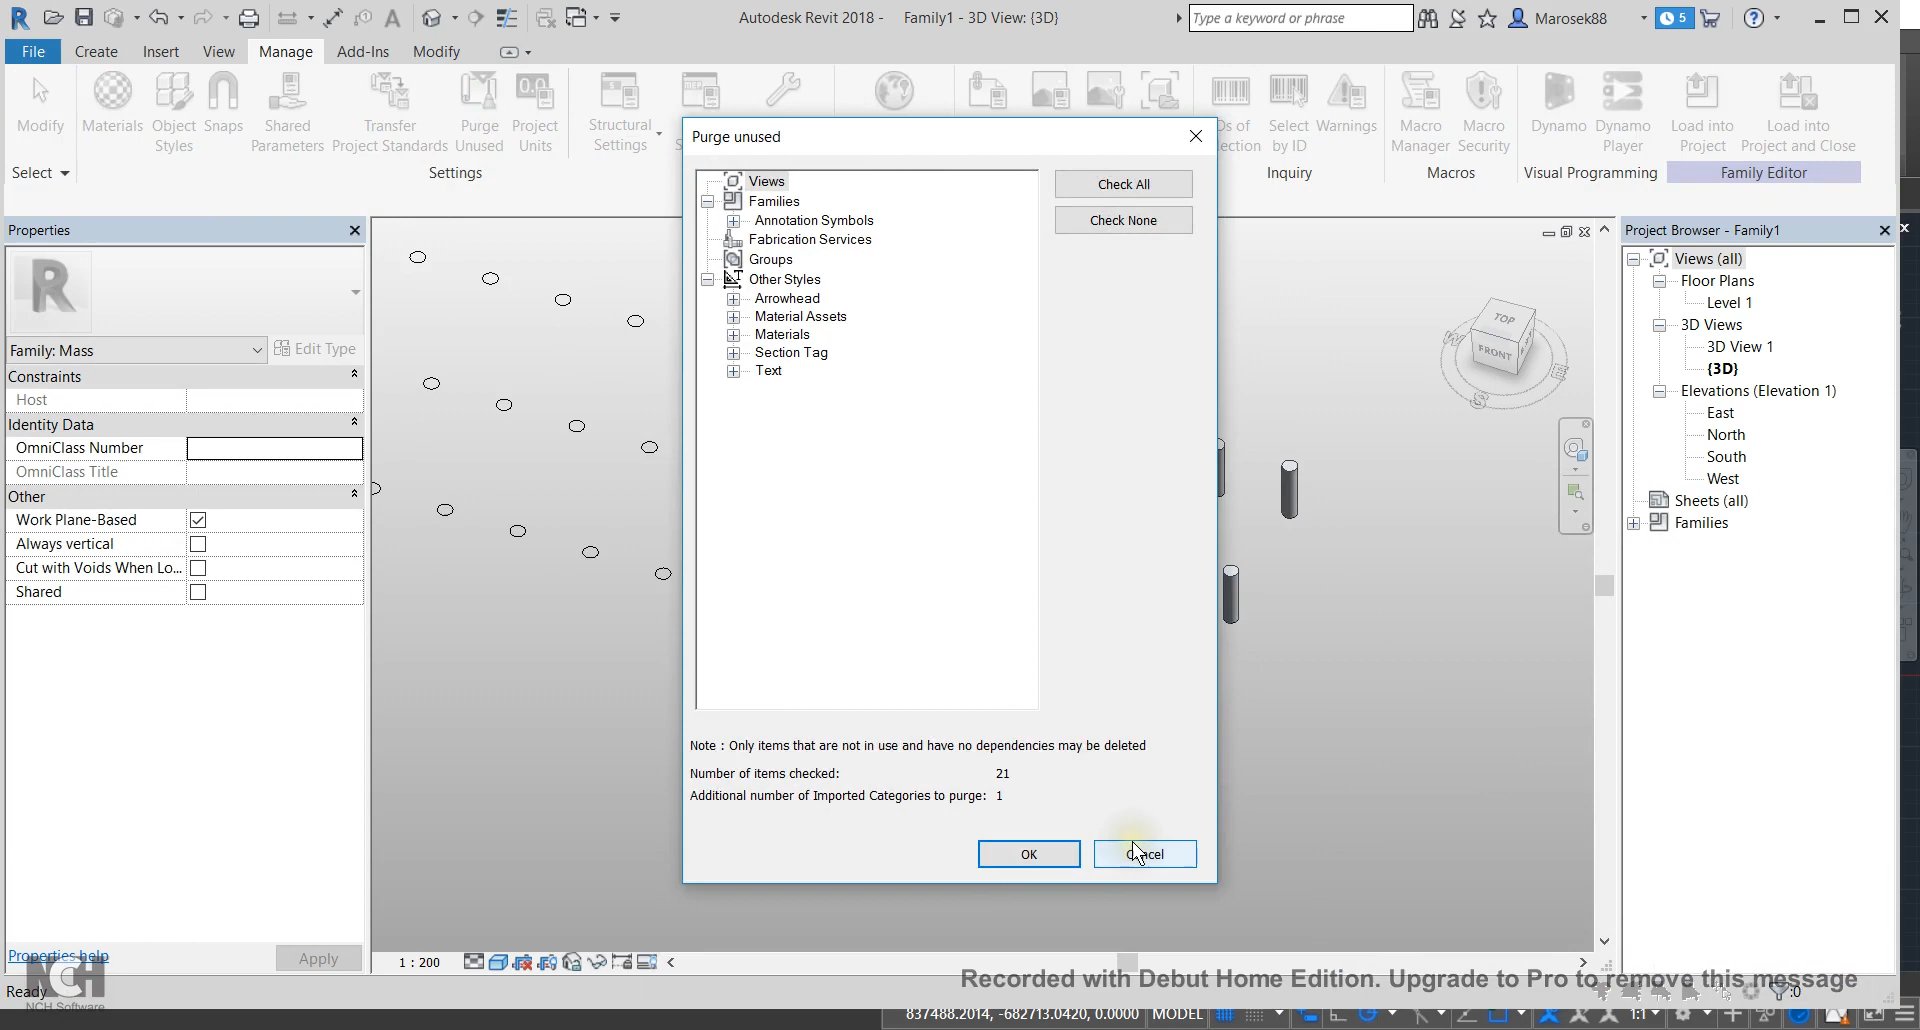 Autodesk Revit 2018 - Family1 - 3D View: {3D}
Type a keyword or phrase
Marosek88
5
File Create Insert View Manage Add-Ins Modify
Modify Materials Object Styles Snaps Shared Parameters Transfer Project Standards Purge Unused Project Units Structural Settings
Select by ID Warnings Macro Manager Macro Security Dynamo Dynamo Player Load into Project Load into Project and Close
Select Settings Inquiry Macros Visual Programming Family Editor
Properties
R
Family: Mass
Edit Type
Constraints
Host
Identity Data
OmniClass Number
OmniClass Title
Other
Work Plane-Based
Always vertical
Cut with Voids When Lo...
Shared
Properties help
Apply
Purge unused
Views
Families
Annotation Symbols
Fabrication Services
Groups
Other Styles
Arrowhead
Material Assets
Materials
Section Tag
Text
Check All
Check None
Note : Only items that are not in use and have no dependencies may be deleted
Number of items checked: 21
Additional number of Imported Categories to purge: 1
OK
TOP
FRONT
W
S
E
Project Browser - Family1
Views (all)
Floor Plans
Level 1
3D Views
3D View 1
{3D}
Elevations (Elevation 1)
East
North
South
West
Sheets (all)
Families
1 : 200
Recorded with Debut Home Edition. Upgrade to Pro to remove this message
Ready
NCH
NCH Software
:0
837488.2014, -682713.0420, 0.0000 MODEL
1:1